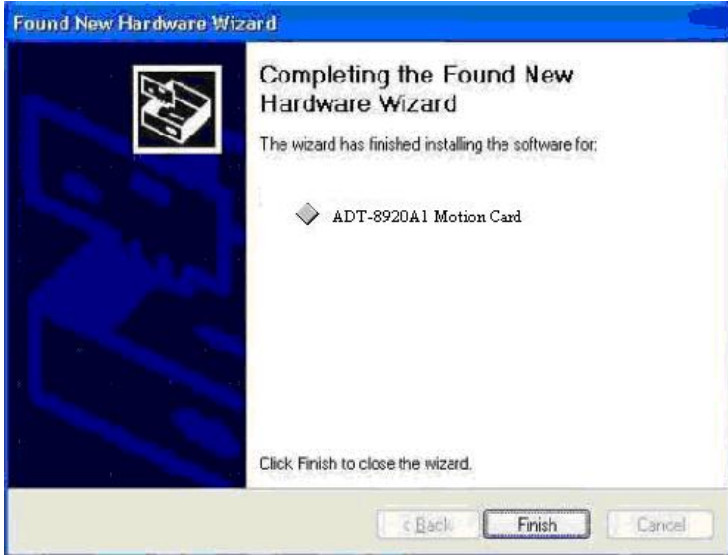 Found New Hardware Wizard
Completing the Found New
Hardware Wizard
The wizard has finished installing the software for:
ADT-8920A1 Motion Card
Click Finish to close the wizard.
< Back
Finish
Cancel